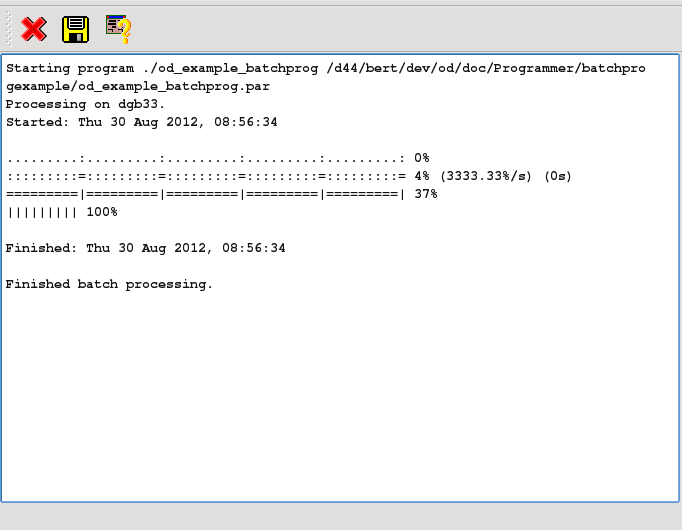 Starting program ./od_example_batchprog /d44/bert/dev/od/doc/Programmer/batchpro
gexample/od_example_batchprog.par
Processing on dgb33.
Started: Thu 30 Aug 2012, 08:56:34
.........:.........:.........:.........:.........: 0%
:::::::::=:::::::::=:::::::::=:::::::::=:::::::::= 4% (3333.33%/s) (0s)
=========|=========|=========|=========|=========| 37%
||||||||| 100%
Finished: Thu 30 Aug 2012, 08:56:34
Finished batch processing.